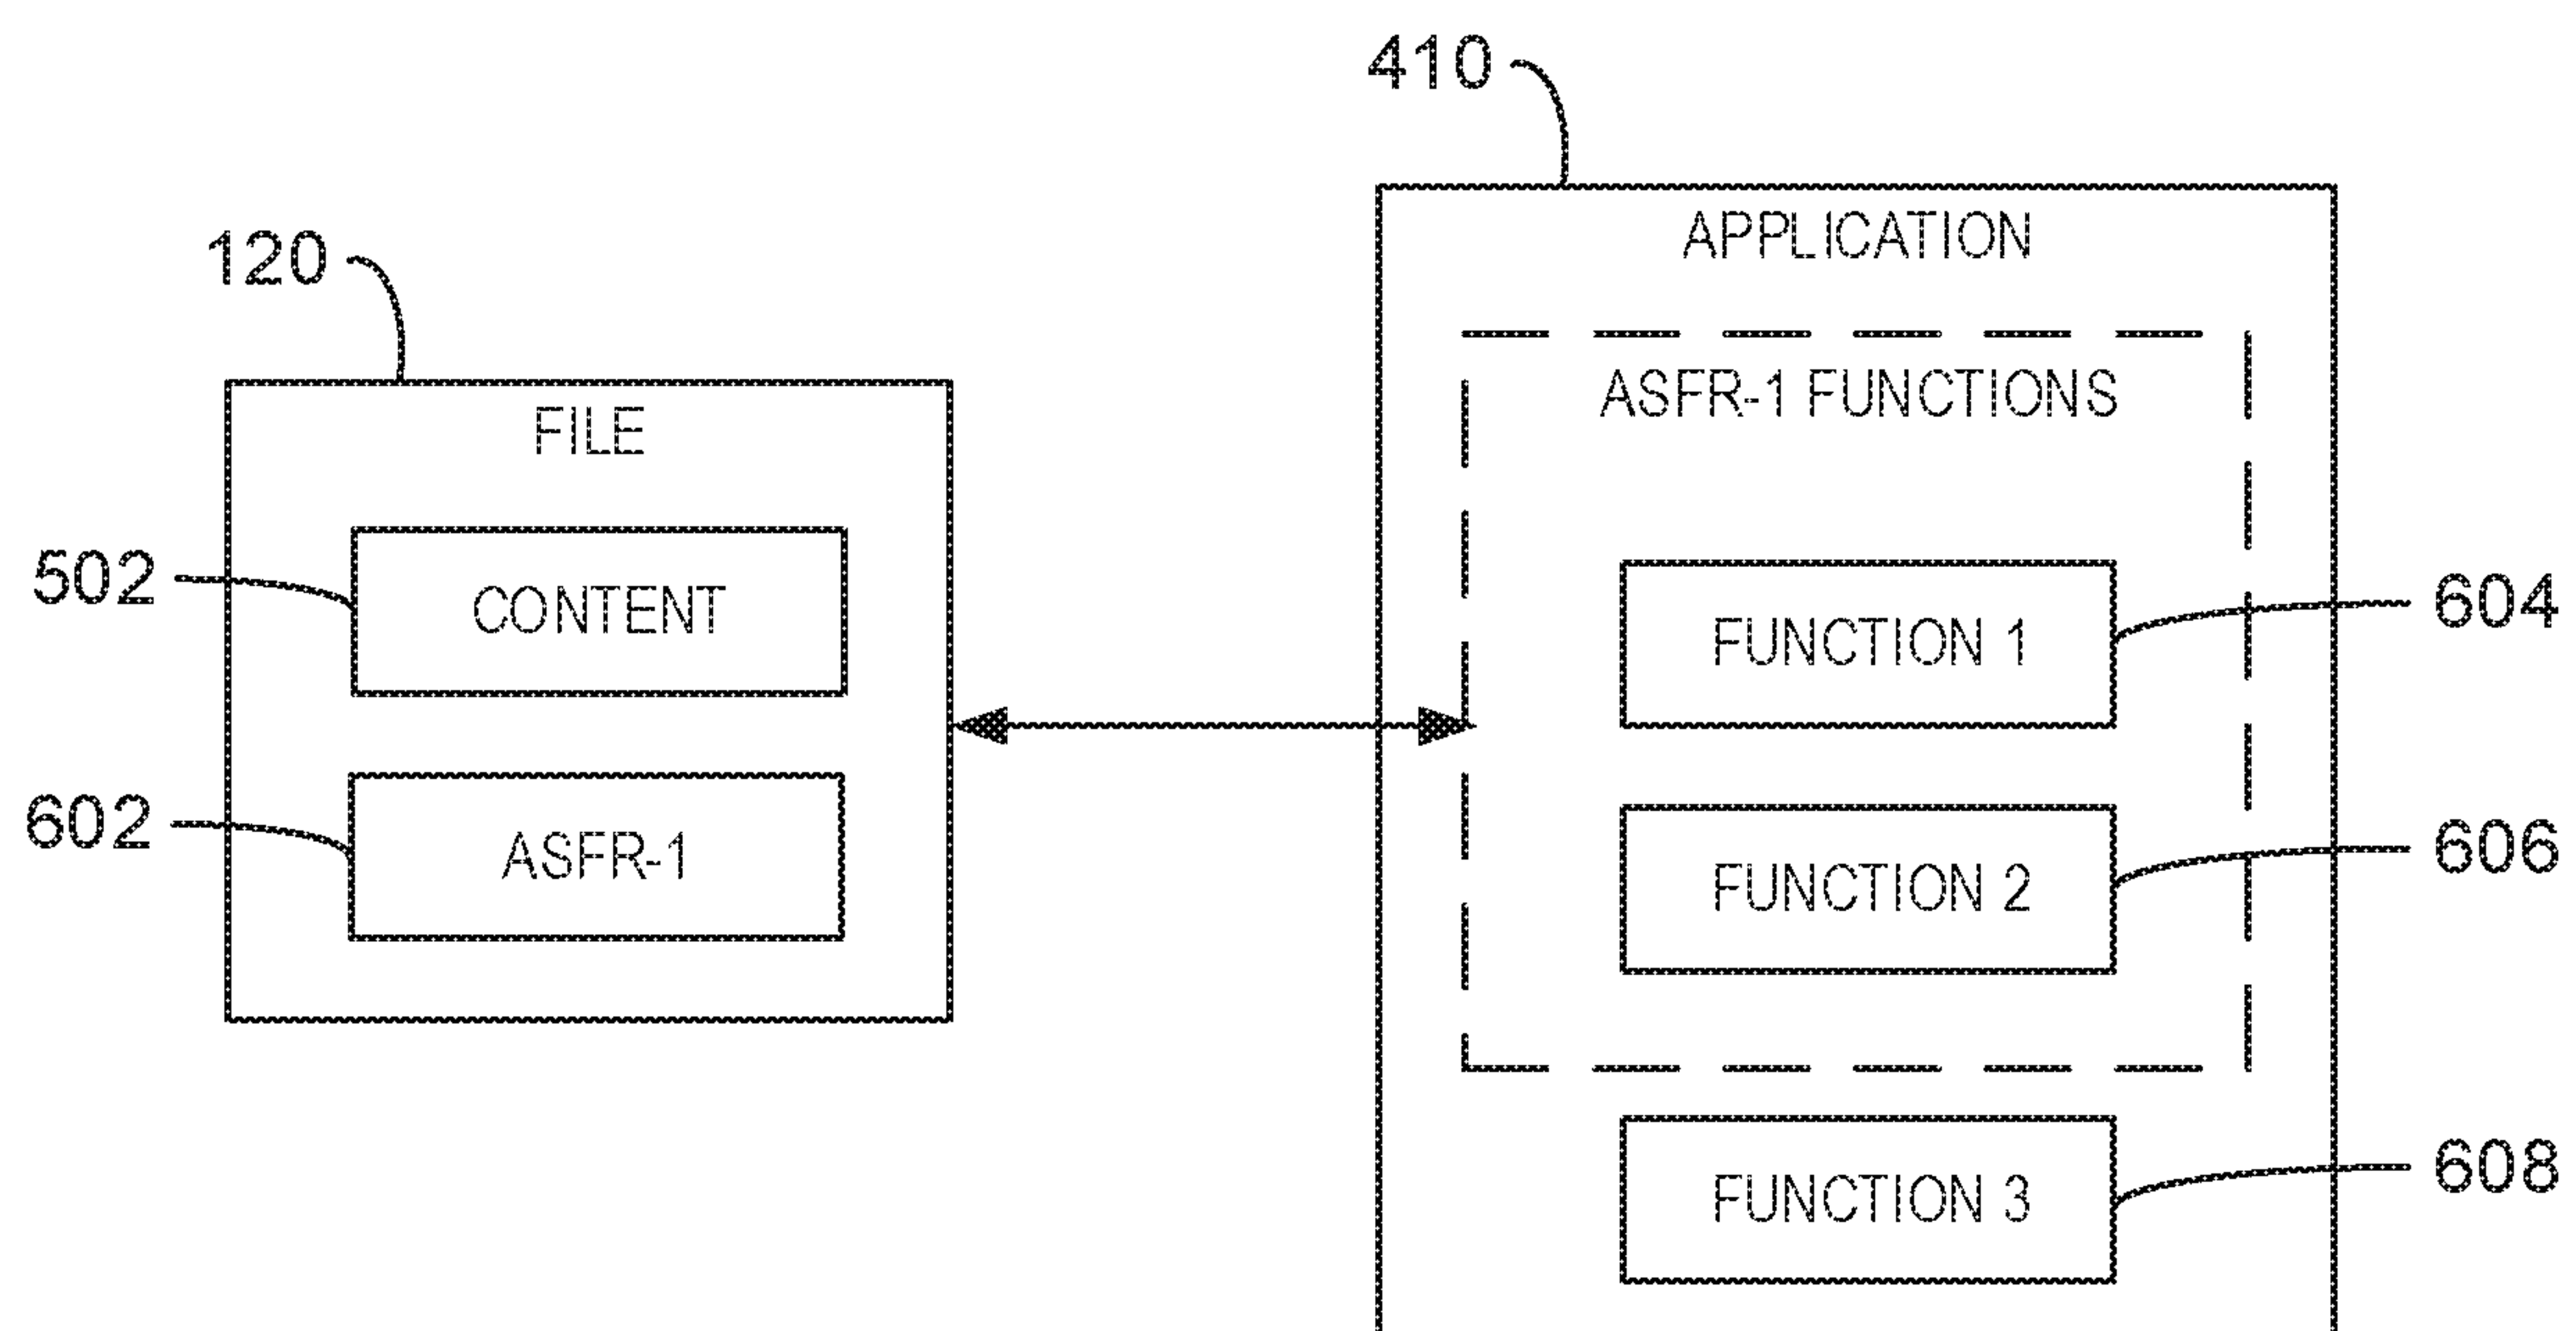 410
APPLICATION
120
ASFR-1 FUNCTIONS
FILE
502
CONTENT
FUNCTION 1
604
602
ASFR-1
FUNCTION 2
606
FUNCTION 3
608